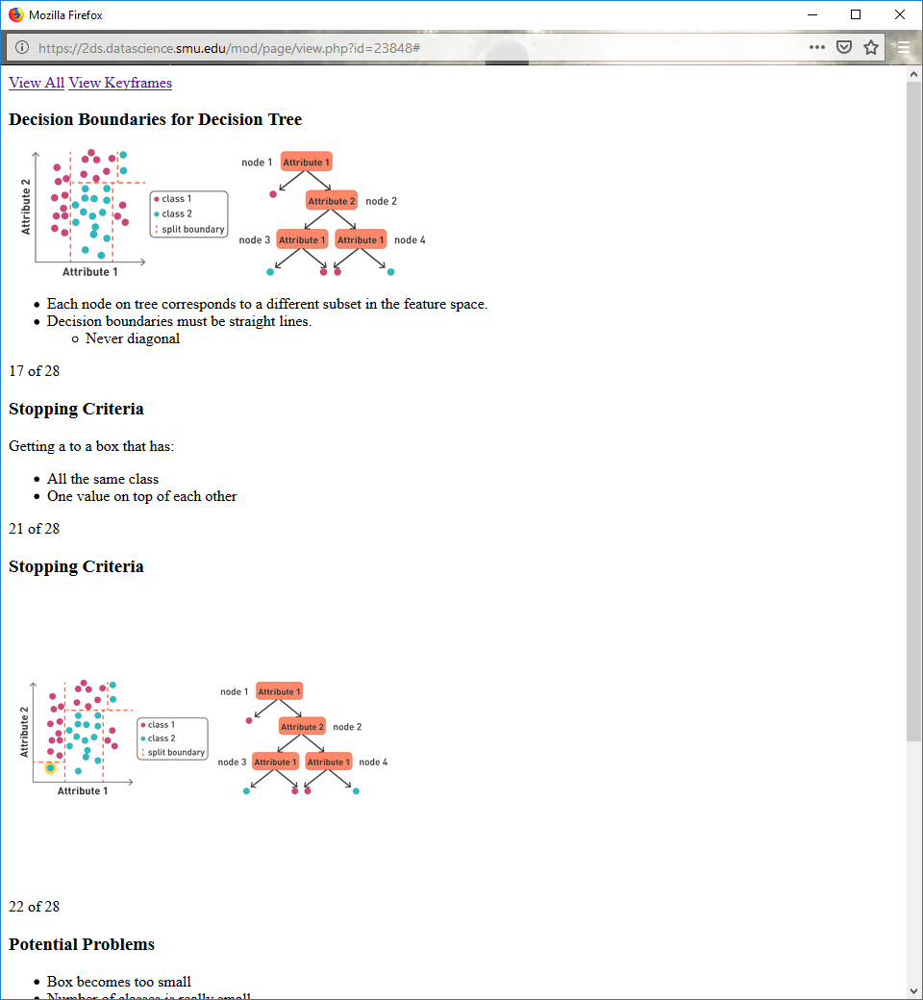 Mozilla Firefox
https://2ds.datascience.smu.edu/mod/page/view.php?id=23848#
View All View Keyframes
Decision Boundaries for Decision Tree
Attribute 2
Attribute 1
class 1
class 2
split boundary
node 1 Attribute 1
Attribute 2 node 2
node 3 Attribute 1 Attribute 1 node 4
Each node on tree corresponds to a different subset in the feature space.
Decision boundaries must be straight lines.
Never diagonal
17 of 28
Stopping Criteria
Getting a to a box that has:
All the same class
One value on top of each other
21 of 28
Stopping Criteria
Attribute 2
Attribute 1
class 1
class 2
split boundary
node 1 Attribute 1
Attribute 2 node 2
node 3 Attribute 1 Attribute 1 node 4
22 of 28
Potential Problems
Box becomes too small
Number of classes is really small